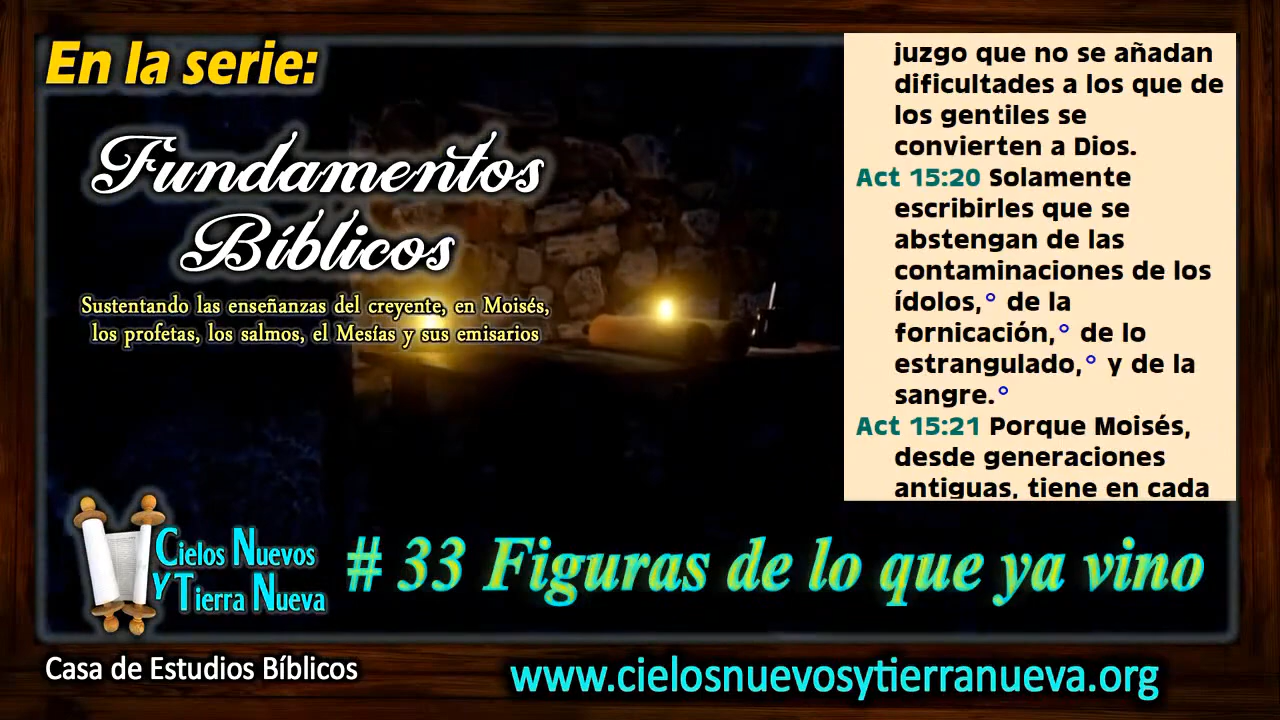 En la serie:
Fundamentos
Bíblicos
Sustentando las enseñanzas del creyente, en Moisés,
los profetas, los salmos, el Mesías y sus emisarios
juzgo que no se añadan
dificultades a los que de
los gentiles se
convierten a Dios.
Act 15:20 Solamente
escribirles que se
abstengan de las
contaminaciones de los
ídolos,° de la
fornicación,° de lo
estrangulado,° y de la
sangre.°
Act 15:21 Porque Moisés,
desde generaciones
antiguas, tiene en cada
Cielos Nuevos
Y Tierra Nueva
# 33 Figuras de lo que ya vino
Casa de Estudios Bíblicos
www.cielosnuevosytierranueva.org